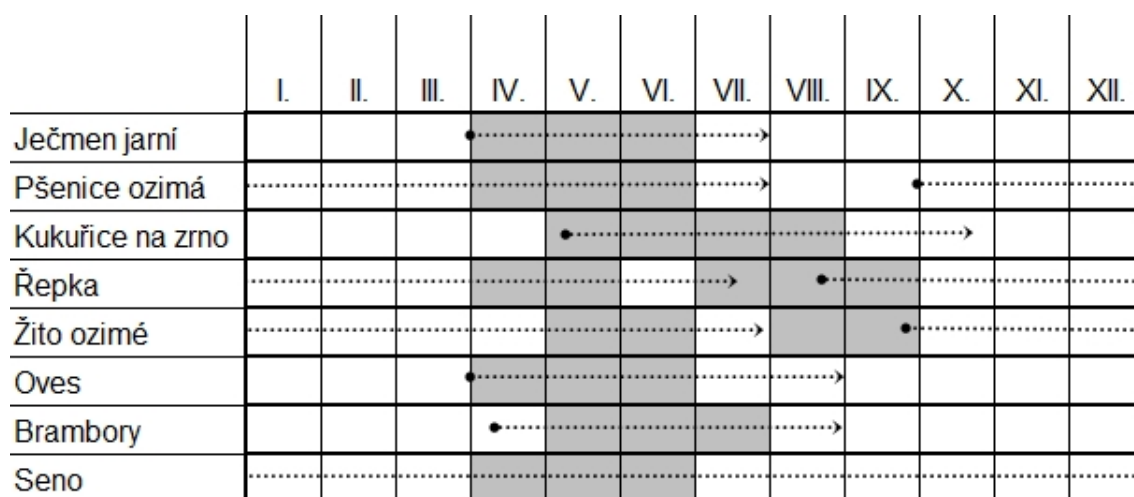 I. II. III. IV. V. VI. VII. VIII. IX. X. XI. XII.
Ječmen jarní
Pšenice ozimá
Kukuřice na zrno
Řepka
Žito ozimé
Oves
Brambory
Seno